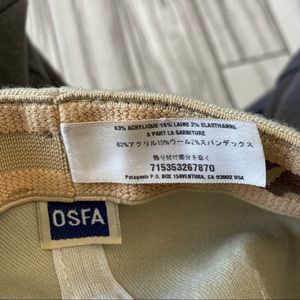 83% ACRYLIQUE 15% LAINE 2% ELASTHANNE
A PART LA GARNITURE
83%アクリル15%ウール2%スパンデックス
飾り付け部分を除く
715353267870
Patagonia P.O. BOX 150VENTURA, CA 93002 USA
OSFA